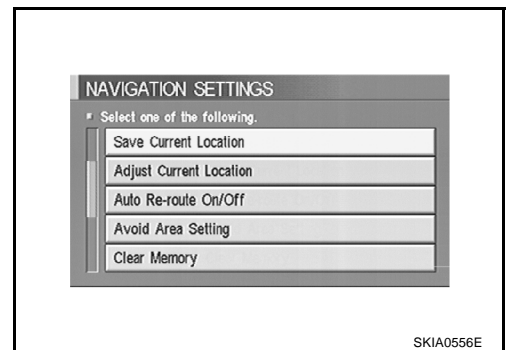 NAVIGATION SETTINGS
Select one of the following.
Save Current Location
Adjust Current Location
Auto Re-route On/Off
Avoid Area Setting
Clear Memory
SKIA0556E